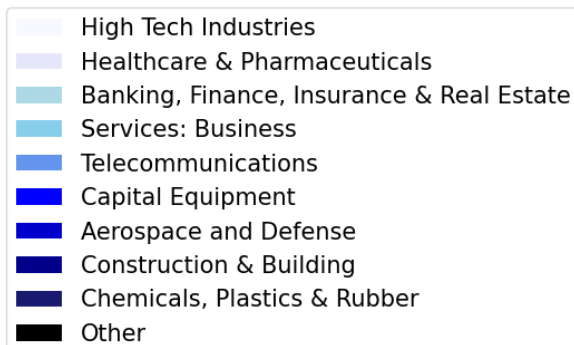 High Tech Industries
Healthcare & Pharmaceuticals
Banking, Finance, Insurance & Real Estate
Services: Business
Telecommunications
Capital Equipment
Aerospace and Defense
Construction & Building
Chemicals, Plastics & Rubber
Other